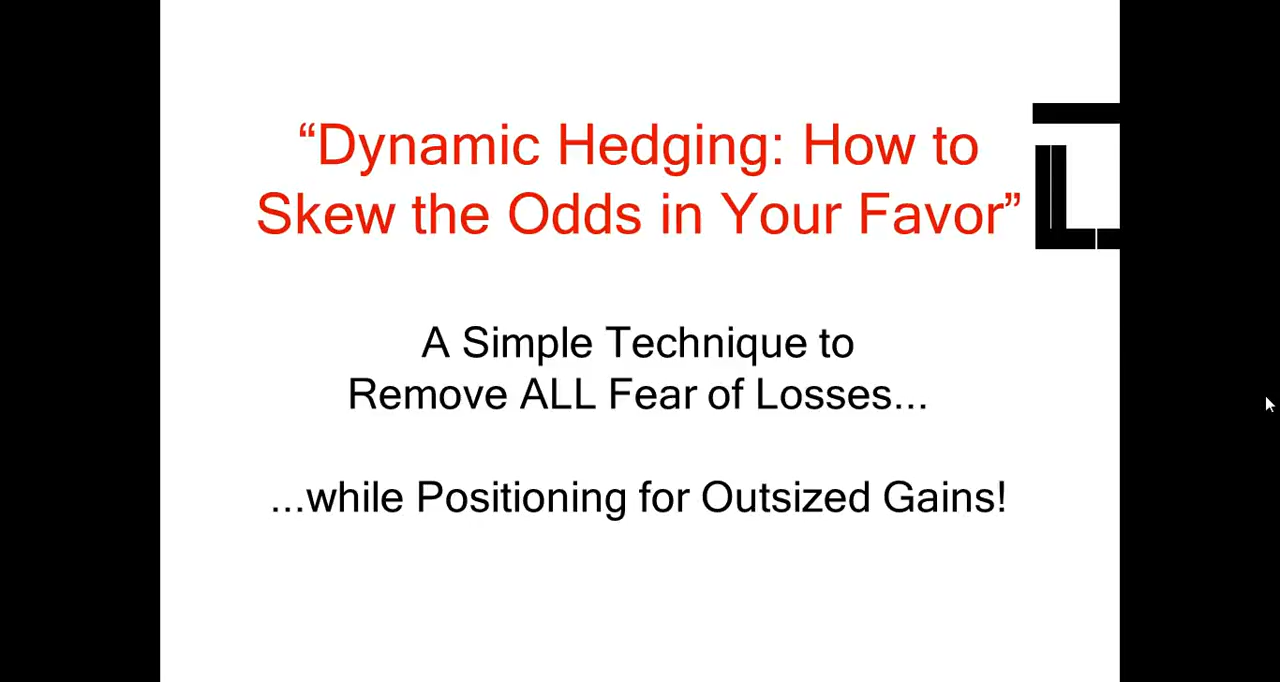 “Dynamic Hedging: How to
Skew the Odds in Your Favor”
A Simple Technique to
Remove ALL Fear of Losses...
...while Positioning for Outsized Gains!